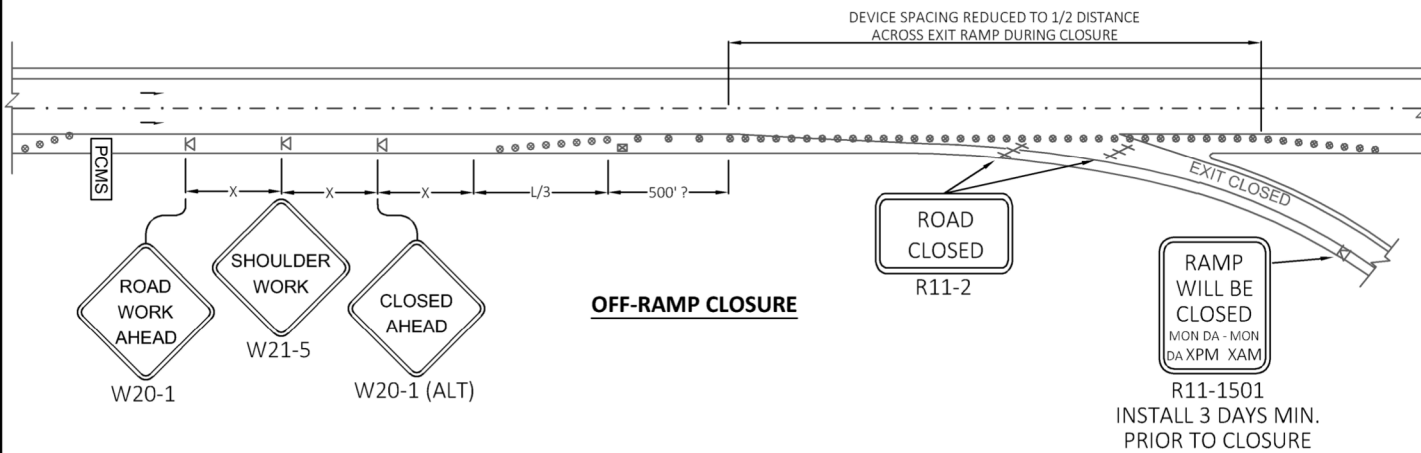 DEVICE SPACING REDUCED TO 1/2 DISTANCE
ACROSS EXIT RAMP DURING CLOSURE
PCMS
X
X
X
L/3
500' ?
EXIT CLOSED
ROAD
WORK
AHEAD
W20-1
SHOULDER
WORK
W21-5
CLOSED
AHEAD
W20-1 (ALT)
OFF-RAMP CLOSURE
ROAD
CLOSED
R11-2
RAMP
WILL BE
CLOSED
MON DA - MON
DA XPM XAM
R11-1501
INSTALL 3 DAYS MIN.
PRIOR TO CLOSURE